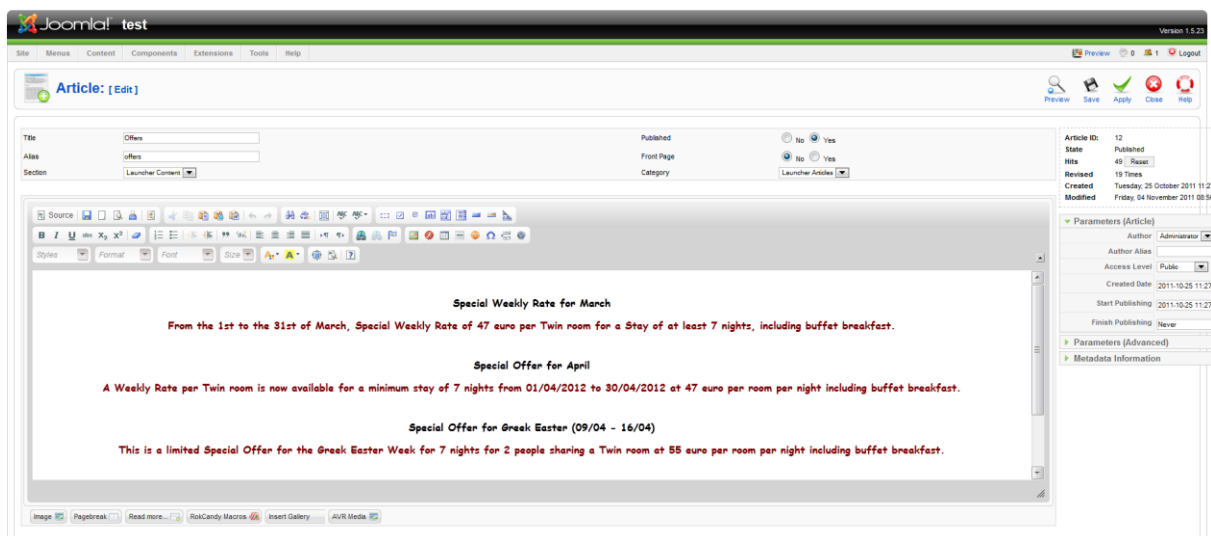 Joomla! test
Version 1.5.23
Site Menus Content Components Extensions Tools Help
Preview 0 1 Logout
Article: [ Edit ]
Preview Save Apply Close Help
Title Offers Published No Yes
Alias offers Front Page No Yes
Section Launcher Content Category Launcher Articles
Article ID: 12
State Published
Hits 49 Reset
Revised 19 Times
Created Tuesday, 25 October 2011 11:2
Modified Friday, 04 November 2011 08:5
Source
B I U abc X₂ X²
Styles Format Font Size
Special Weekly Rate for March
From the 1st to the 31st of March, Special Weekly Rate of 47 euro per Twin room for a Stay of at least 7 nights, including buffet breakfast.
Special Offer for April
A Weekly Rate per Twin room is now available for a minimum stay of 7 nights from 01/04/2012 to 30/04/2012 at 47 euro per room per night including buffet breakfast.
Special Offer for Greek Easter (09/04 - 16/04)
This is a limited Special Offer for the Greek Easter Week for 7 nights for 2 people sharing a Twin room at 55 euro per room per night including buffet breakfast.
Parameters (Article)
Author Administrator
Author Alias
Access Level Public
Created Date 2011-10-25 11:27
Start Publishing 2011-10-25 11:27
Finish Publishing Never
Parameters (Advanced)
Metadata Information
Image Pagebreak Read more... RokCandy Macros Insert Gallery AVR Media